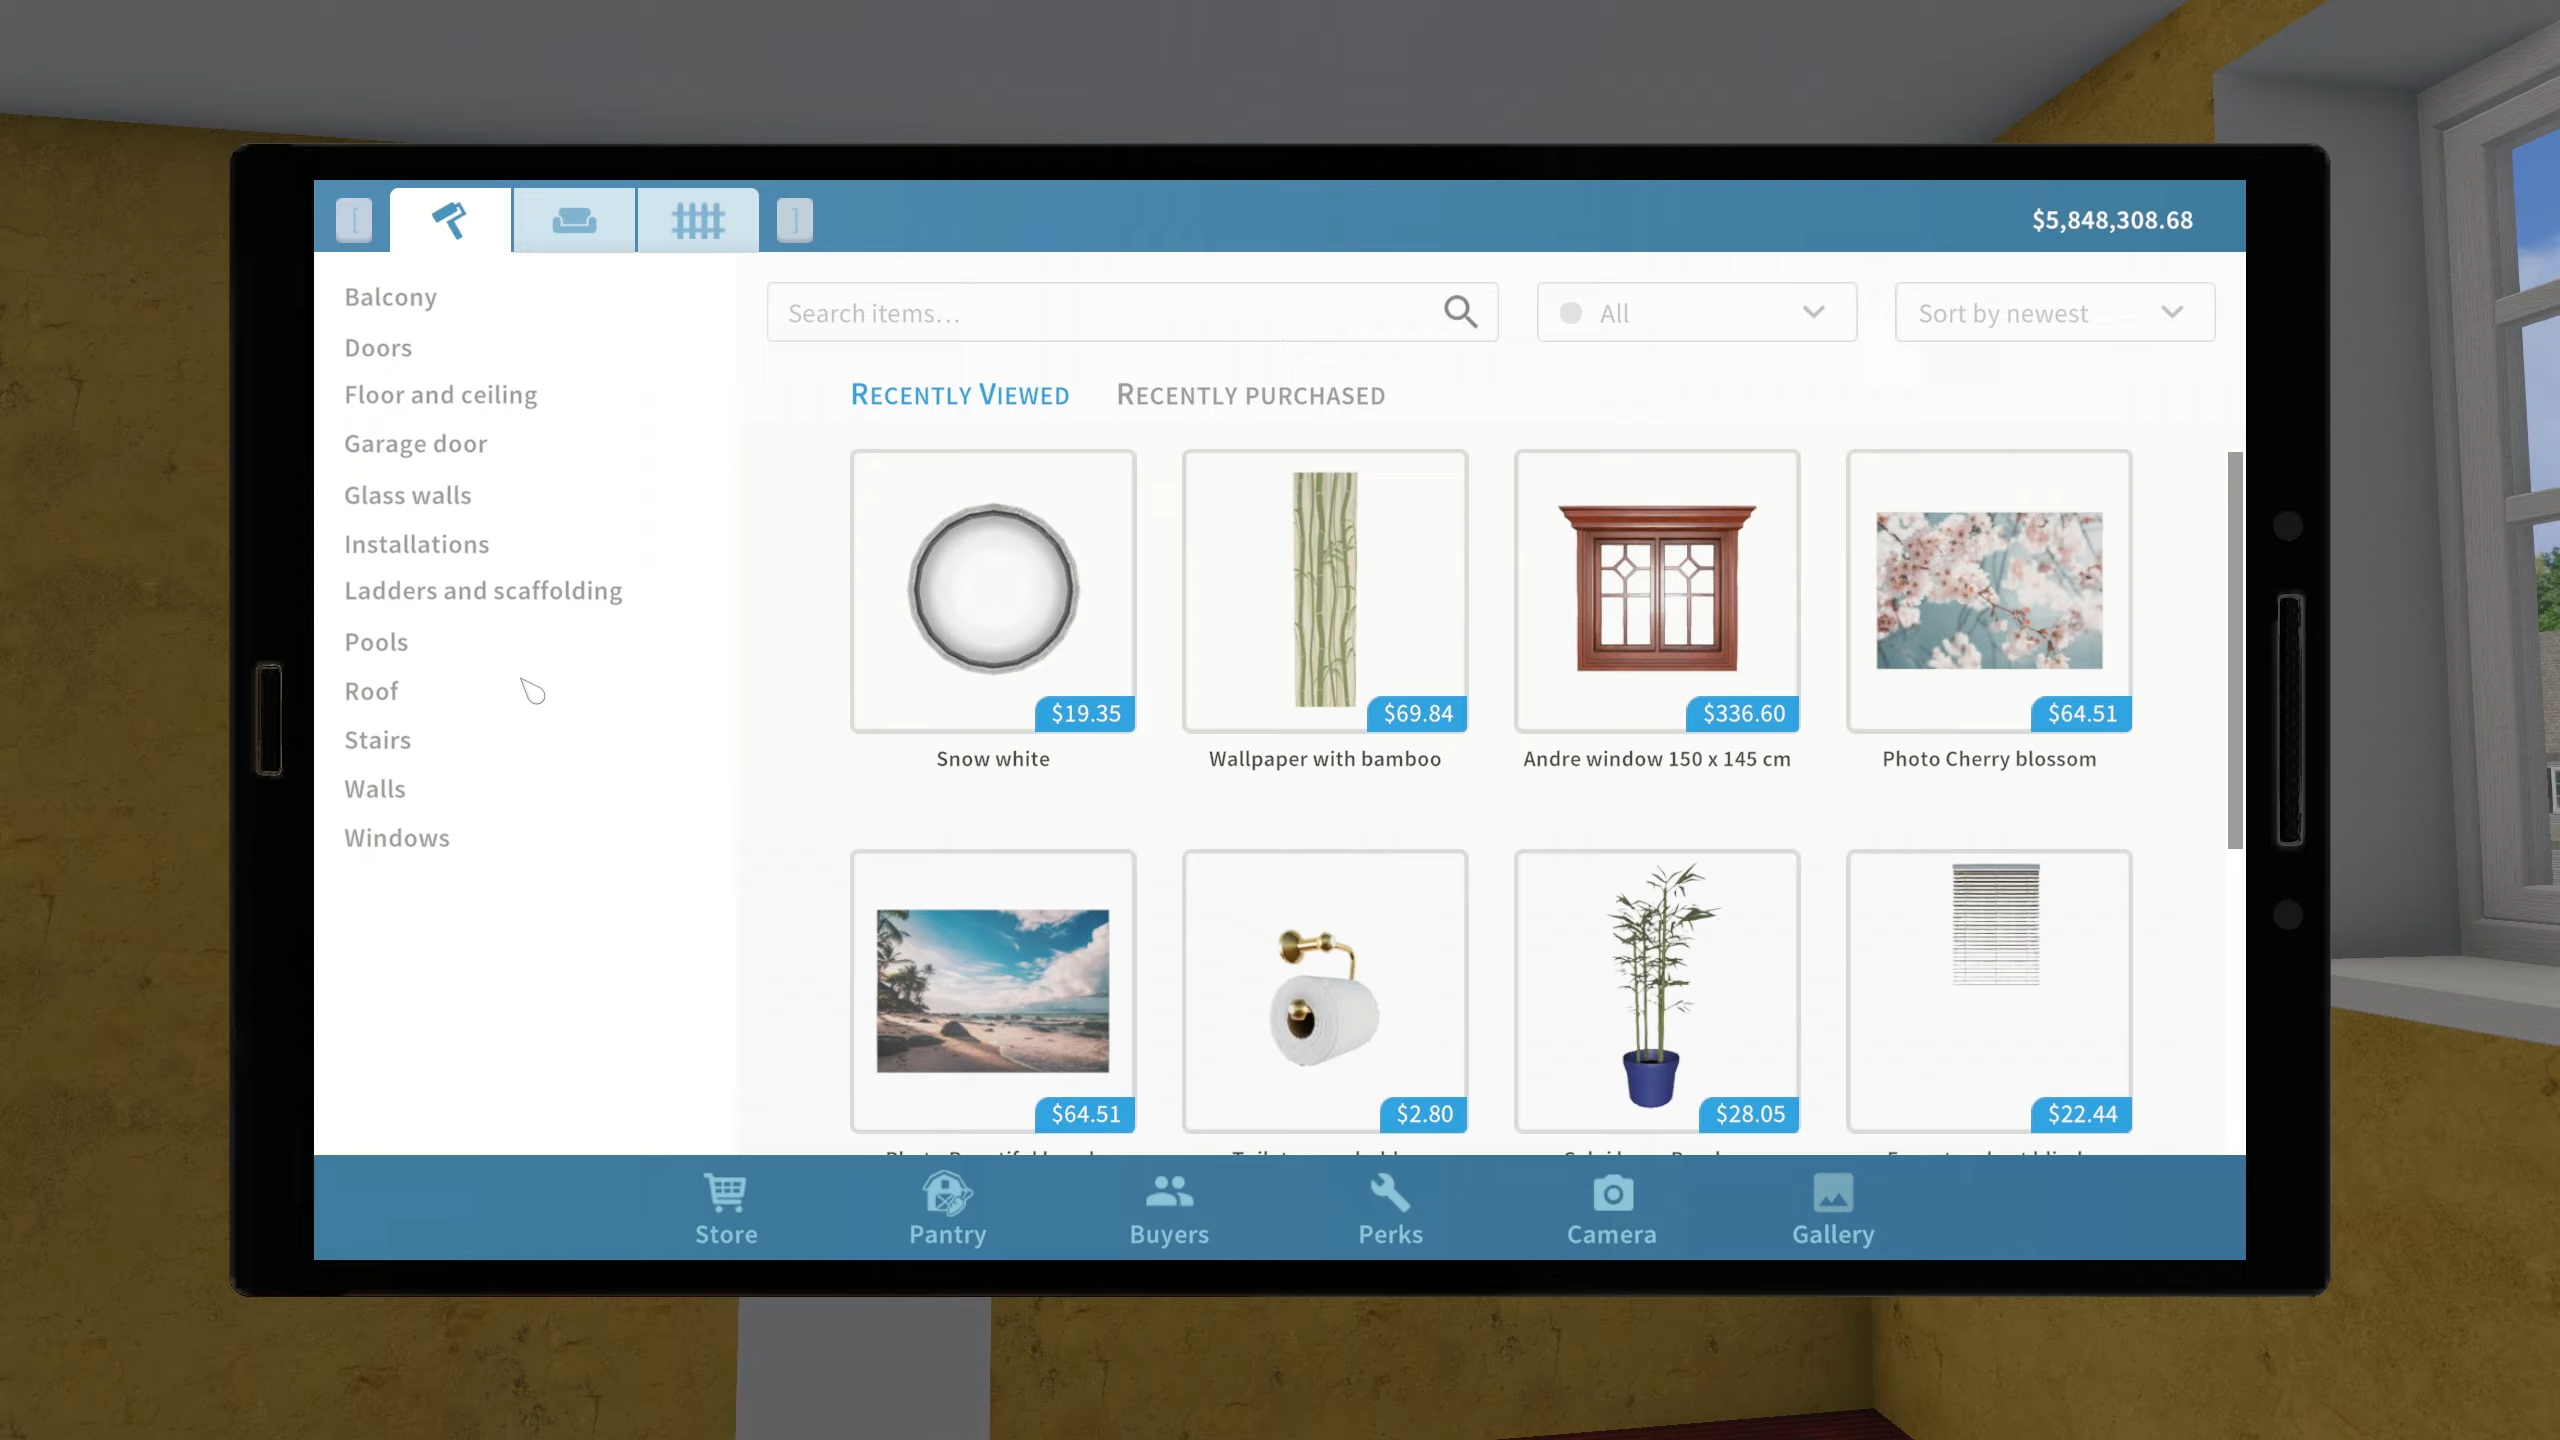 [
]
$5,848,308.68
Balcony
Doors
Floor and ceiling
Garage door
Glass walls
Installations
Ladders and scaffolding
Pools
Roof
Stairs
Walls
Windows
Search items...
All
Sort by newest
RECENTLY VIEWED
RECENTLY PURCHASED
$19.35
$69.84
$336.60
$64.51
Snow white
Wallpaper with bamboo
Andre window 150 x 145 cm
Photo Cherry blossom
$64.51
$2.80
$28.05
$22.44
Store
Pantry
Buyers
Perks
Camera
Gallery